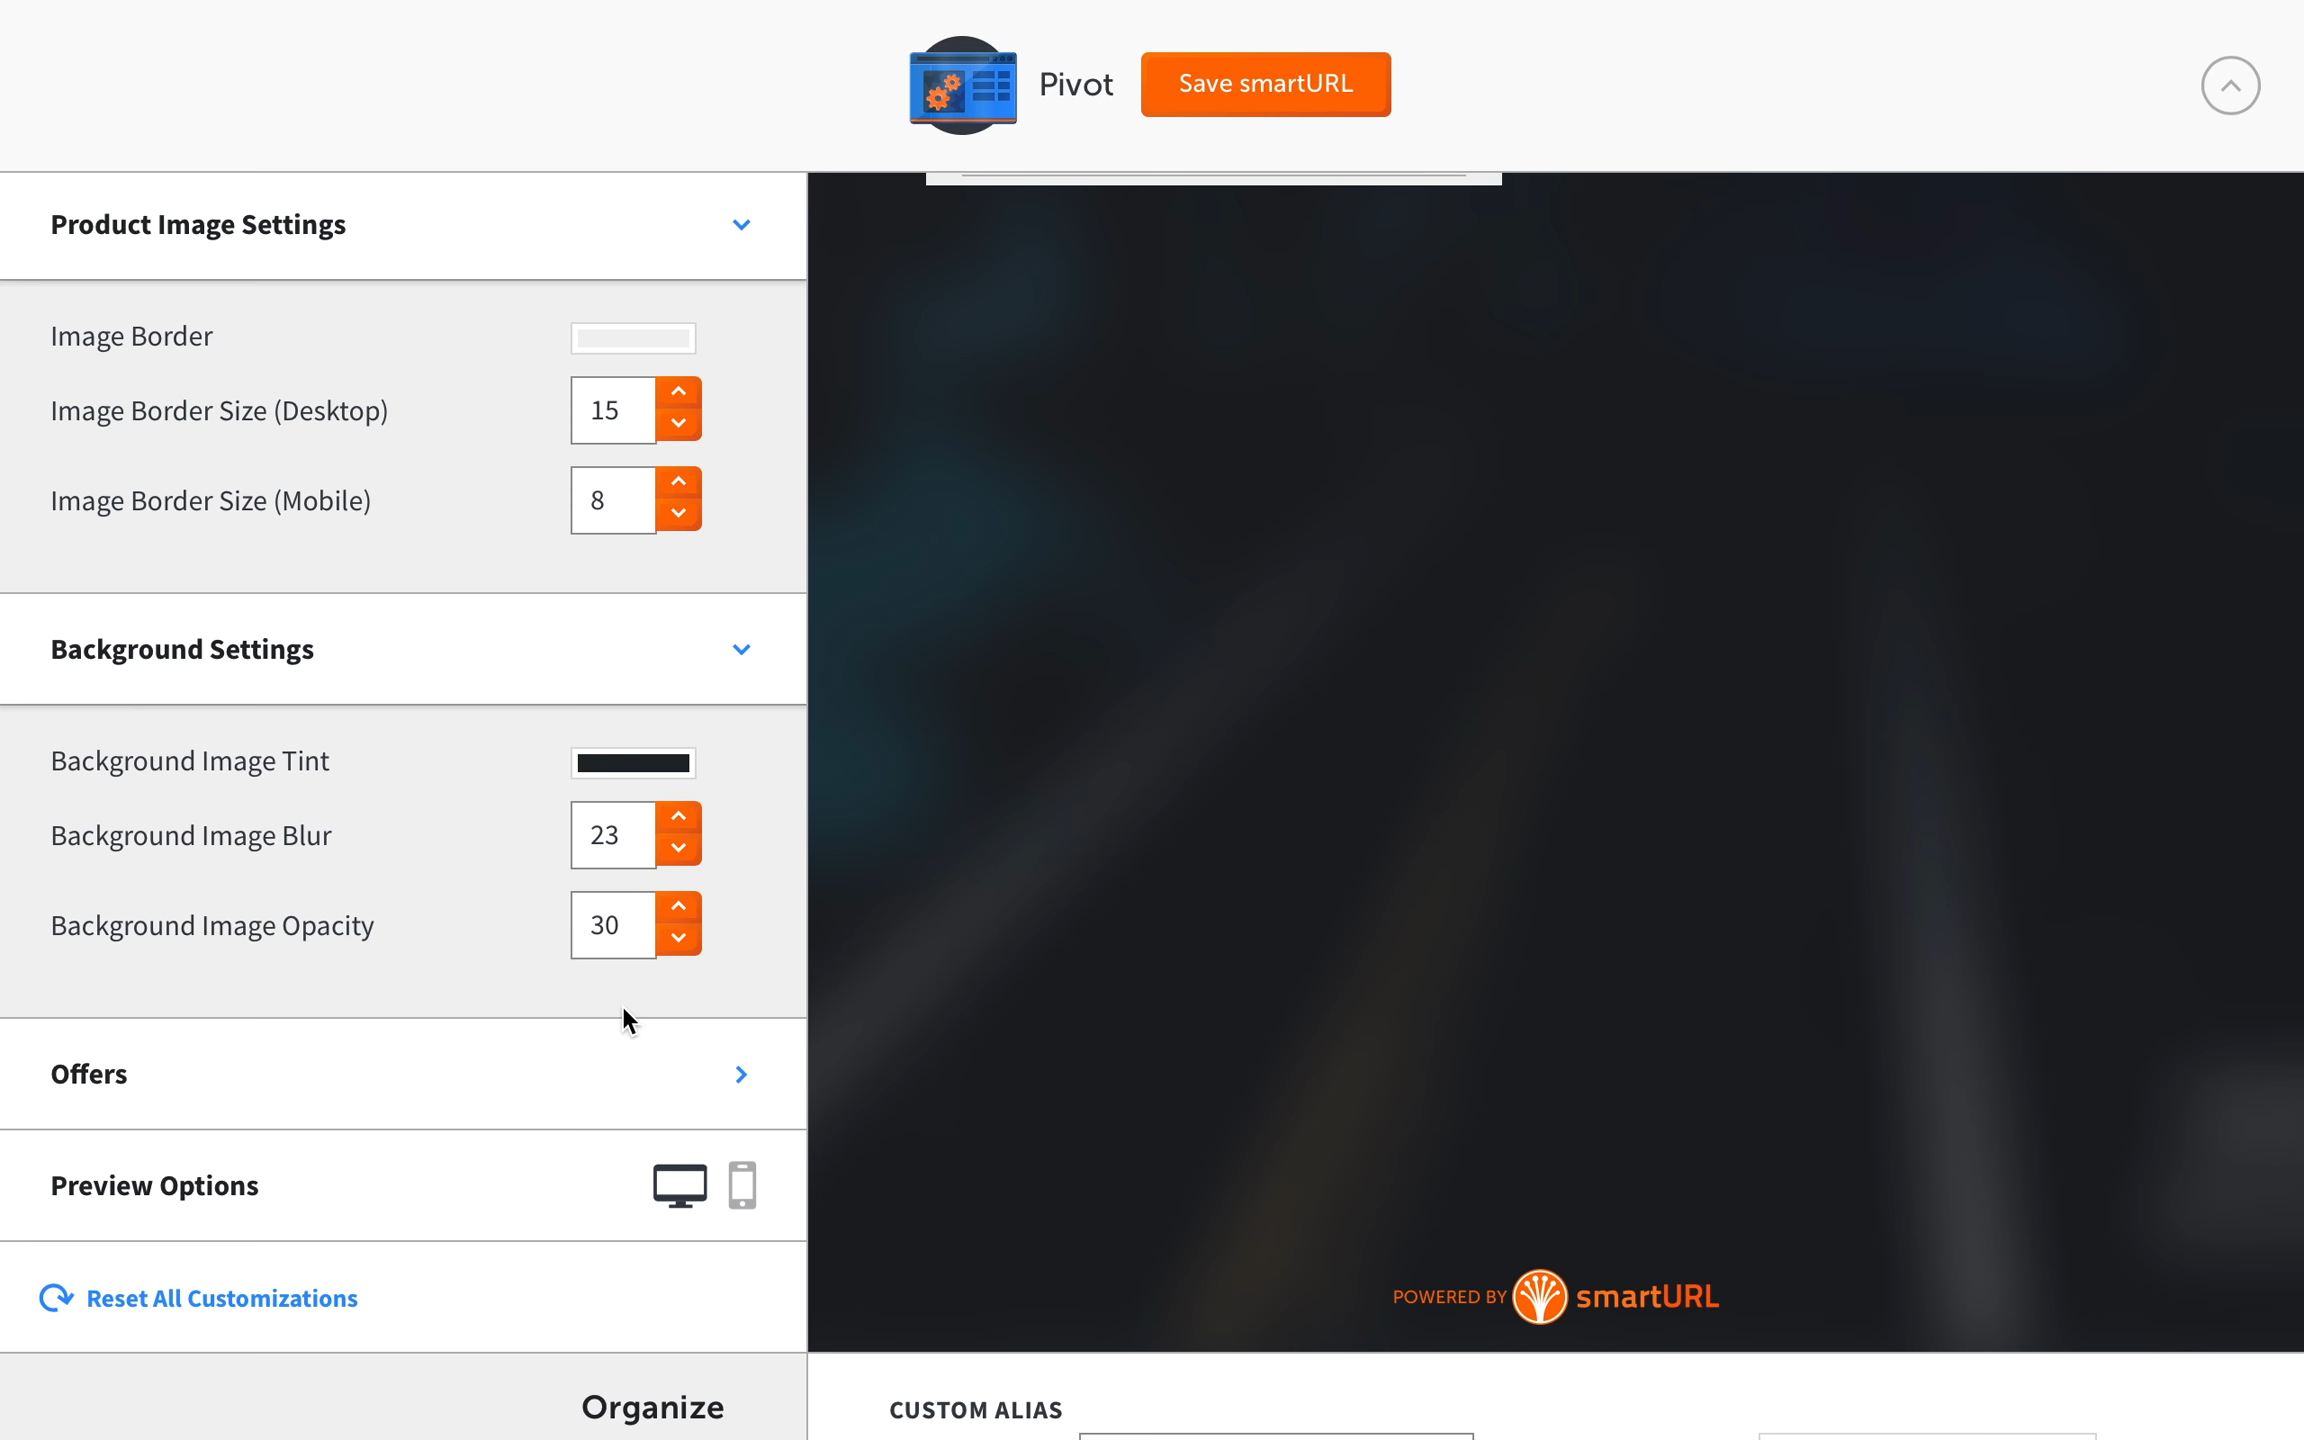 Pivot
Save smartURL
Product Image Settings
Image Border
Image Border Size (Desktop)
15
Image Border Size (Mobile)
8
Background Settings
Background Image Tint
Background Image Blur
23
Background Image Opacity
30
Offers
Preview Options
Reset All Customizations
POWERED BY smartURL
Organize
CUSTOM ALIAS